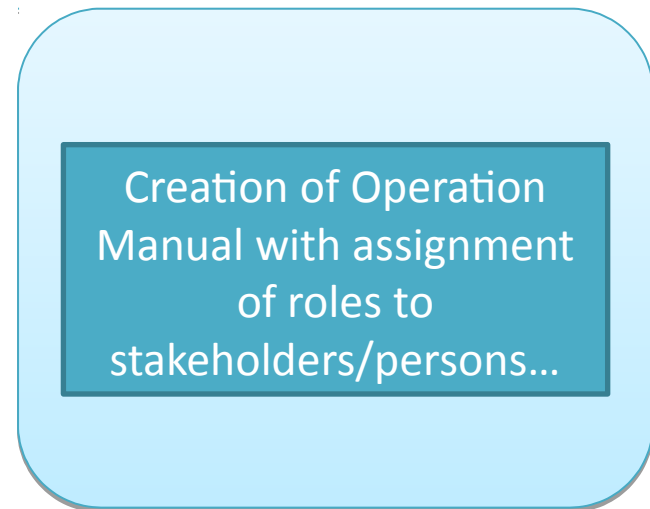 Creation of Operation
Manual with assignment
of roles to
stakeholders/persons…